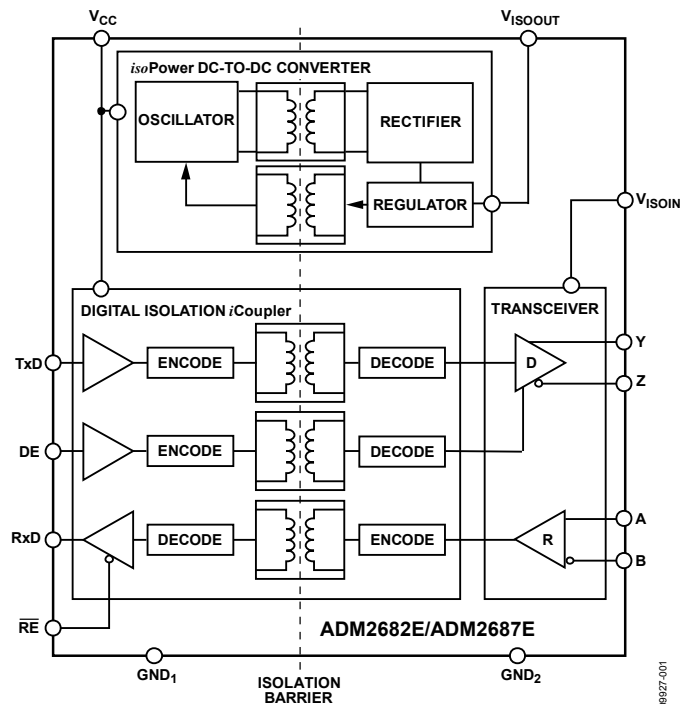 VCC
VISOOUT
isoPower DC-TO-DC CONVERTER
OSCILLATOR
RECTIFIER
REGULATOR
VISOIN
DIGITAL ISOLATION iCoupler
TRANSCEIVER
TxD
ENCODE
DECODE
D
Y
Z
DE
ENCODE
DECODE
RxD
DECODE
ENCODE
R
A
B
RE
ADM2682E/ADM2687E
GND1
ISOLATION
BARRIER
GND2
09927-001